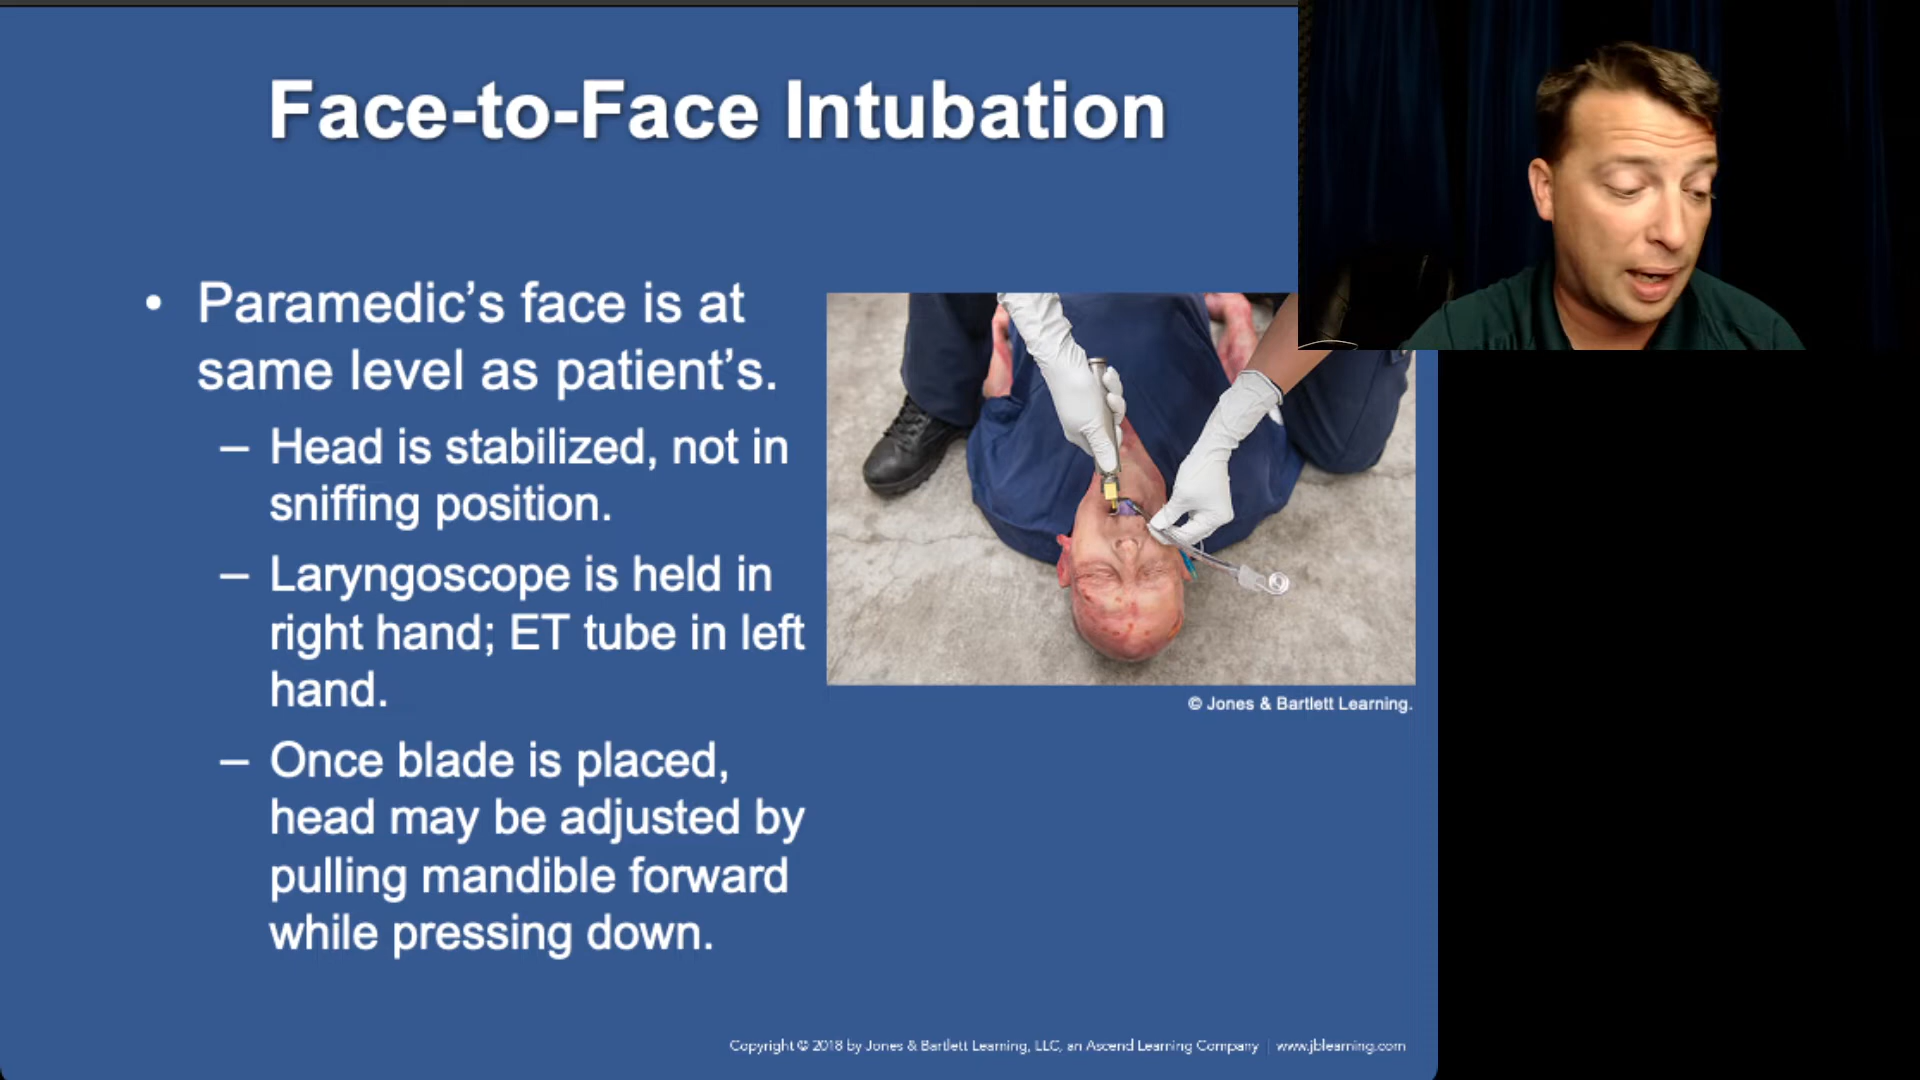 Face-to-Face Intubation
• Paramedic’s face is at
same level as patient’s.
– Head is stabilized, not in
sniffing position.
– Laryngoscope is held in
right hand; ET tube in left
hand.
– Once blade is placed,
head may be adjusted by
pulling mandible forward
while pressing down.
© Jones & Bartlett Learning.
Copyright © 2018 by Jones & Bartlett Learning, LLC, an Ascend Learning Company | www.jblearning.com